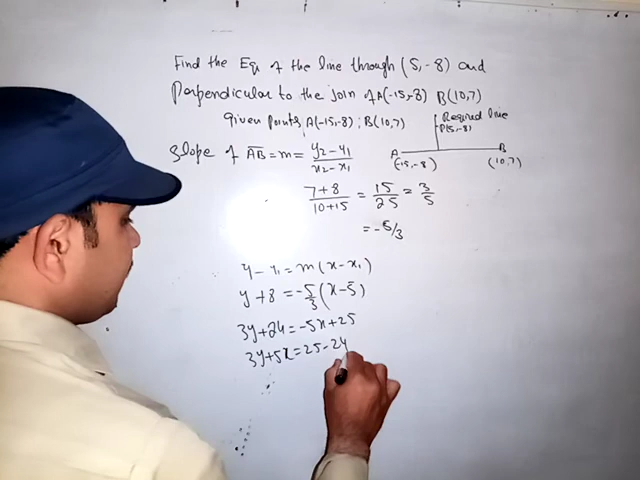 Find the Eq of the line through (5,-8) and
Perpendicular to the join of A(-15,-8) B(10,7)
Given points A(-15,-8); B(10,7)
Required line
P(5,-8)
Slope of AB = m = y₂-y₁/x₂-x₁
A B
(-15,-8) (10,7)
7+8/10+15 = 15/25 = 3/5
= -5/3
y-y₁ = m(x-x₁)
y+8 = -5/3(x-5)
3y+24 = -5x+25
3y+5x = 25-24